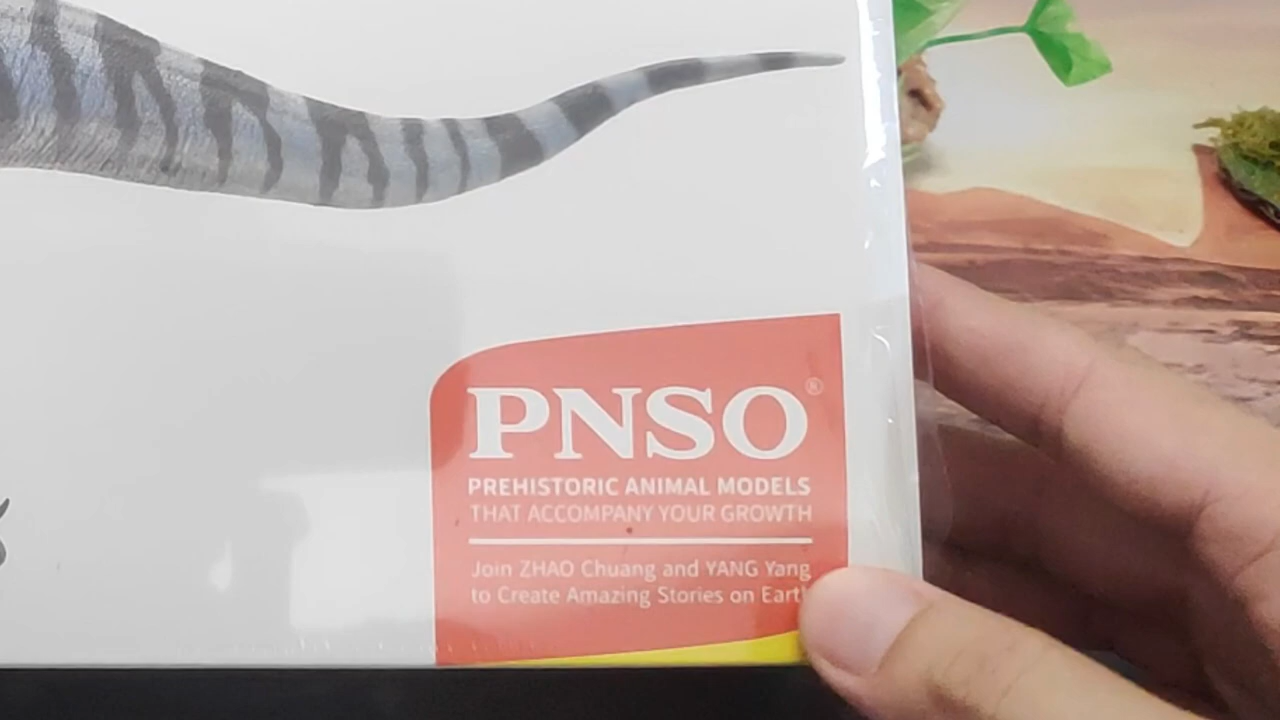 PNSO®
PREHISTORIC ANIMAL MODELS
THAT ACCOMPANY YOUR GROWTH
Join ZHAO Chuang and YANG Yang
to Create Amazing Stories on Earth